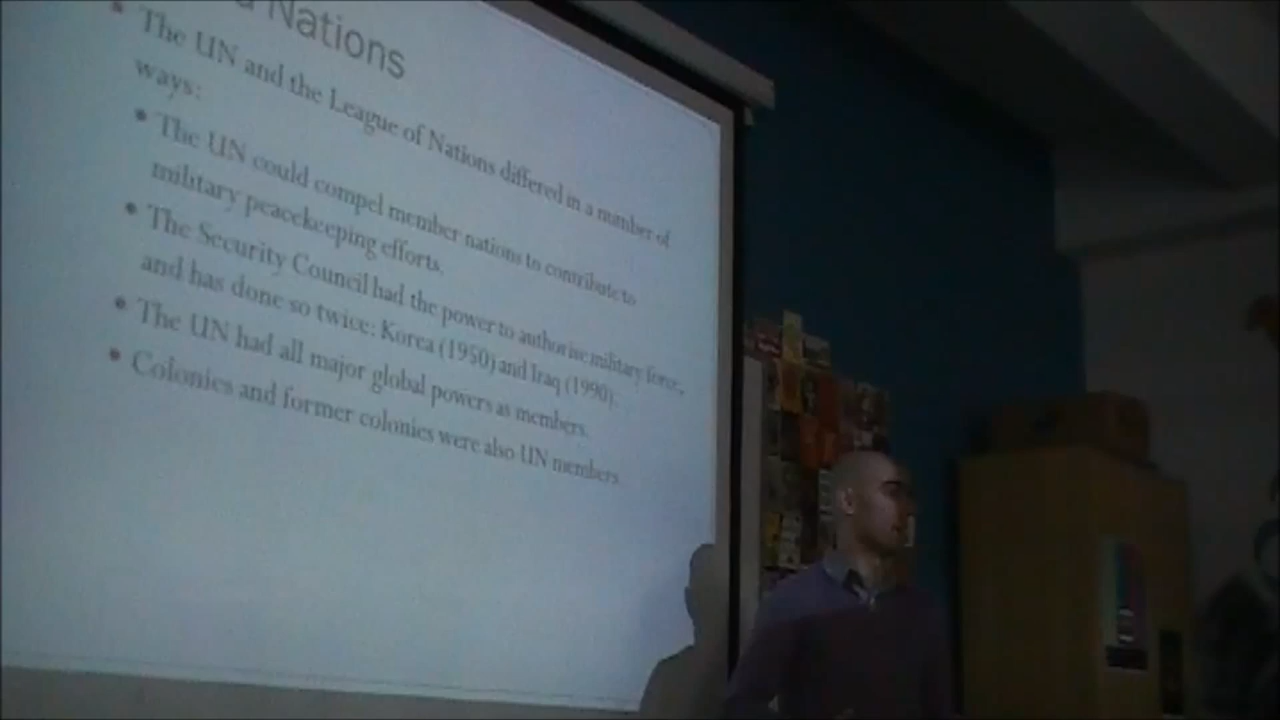 Nations
• The UN and the League of Nations differed in a number of
ways:
• The UN could compel member nations to contribute to
military peacekeeping efforts.
• The Security Council had the power to authorise military force,
and has done so twice: Korea (1950) and Iraq (1990).
• The UN had all major global powers as members.
• Colonies and former colonies were also UN members